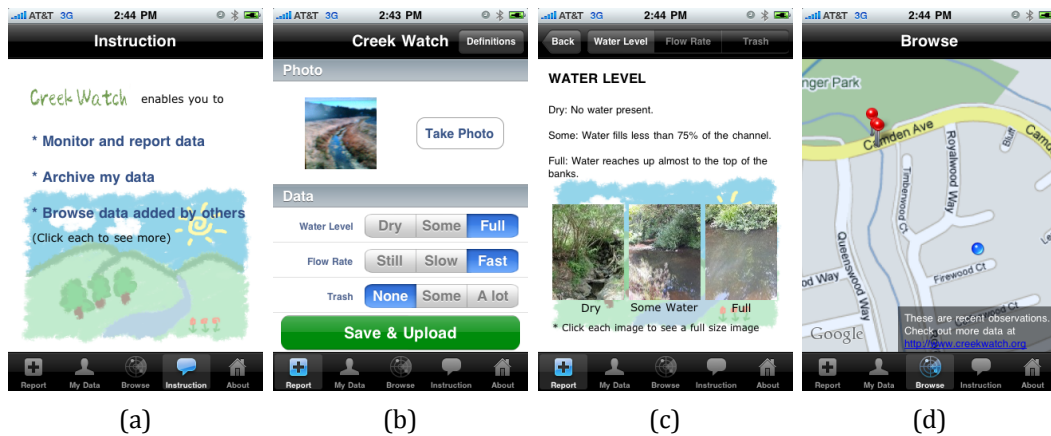 AT&T 3G 2:44 PM
Instruction
Creek Watch enables you to
* Monitor and report data
* Archive my data
* Browse data added by others
(Click each to see more)
Report My Data Browse Instruction About
(a)
AT&T 3G 2:43 PM
Creek Watch Definitions
Photo
Take Photo
Data
Water Level Dry Some Full
Flow Rate Still Slow Fast
Trash None Some A lot
Save & Upload
Report My Data Browse Instruction About
(b)
AT&T 3G 2:44 PM
Back Water Level Flow Rate Trash
WATER LEVEL
Dry: No water present.
Some: Water fills less than 75% of the channel.
Full: Water reaches up almost to the top of the
banks.
Dry Some Water Full
* Click each image to see a full size image
Report My Data Browse Instruction About
(c)
AT&T 3G 2:44 PM
Browse
nger Park
Camden Ave
Camd
Bluff
Royalwood Way
Timberwood Ct
Queenswood Way
Firewood Ct
od Way
Le
These are recent observations.
Check out more data at
http://www.creekwatch.org
Google
Report My Data Browse Instruction About
(d)